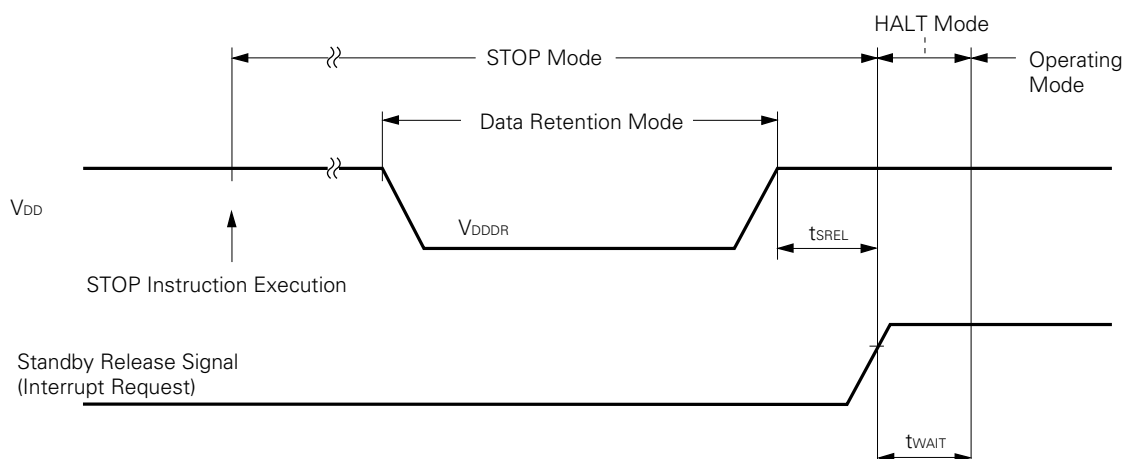 HALT Mode
STOP Mode
Operating
Mode
Data Retention Mode
VDD
VDDDR
tSREL
STOP Instruction Execution
Standby Release Signal
(Interrupt Request)
tWAIT